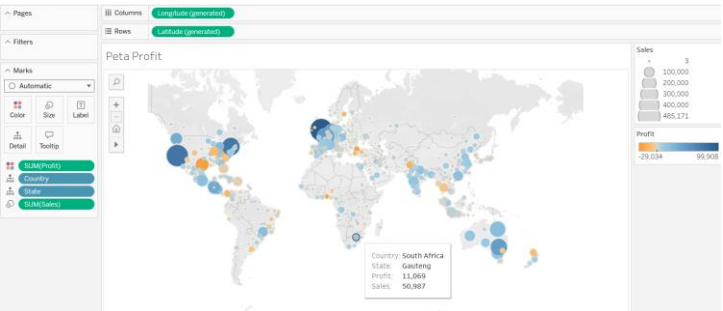 Pages
Columns
Longitude (generated)
Rows
Latitude (generated)
Filters
Marks
Automatic
Color
Size
Label
Detail
Tooltip
SUM(Profit)
Country
State
SUM(Sales)
Peta Profit
Country: South Africa
State: Gauteng
Profit: 11,069
Sales: 50,987
Sales
3
100,000
200,000
300,000
400,000
485,171
Profit
-29,034 99,908